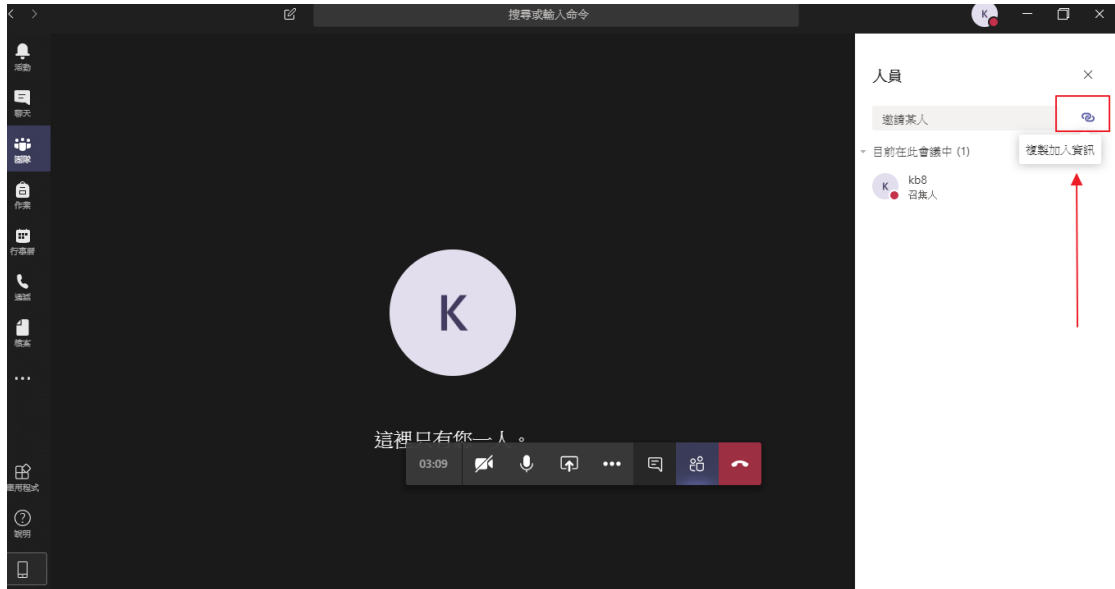 搜尋或輸入命令
K
活動
聊天
團隊
作業
行事曆
通話
檔案
應用程式
說明
K
這裡只有您一人。
03:09
人員
邀請某人
複製加入資訊
目前在此會議中 (1)
K
kb8
召集人